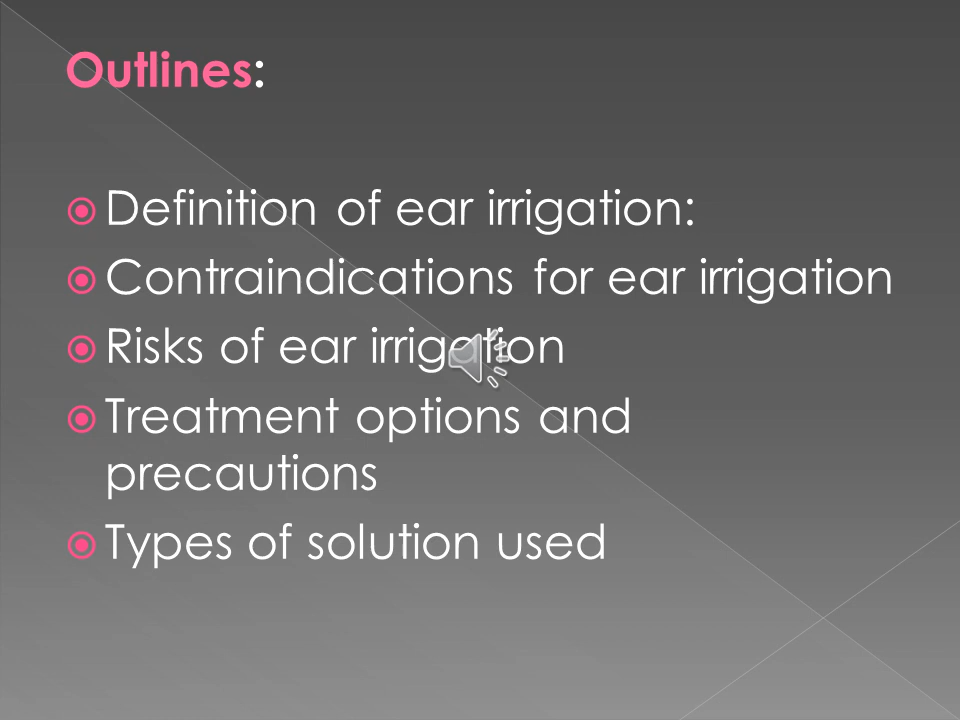 Outlines:
Definition of ear irrigation:
Contraindications for ear irrigation
Risks of ear irrigation
Treatment options and
precautions
Types of solution used